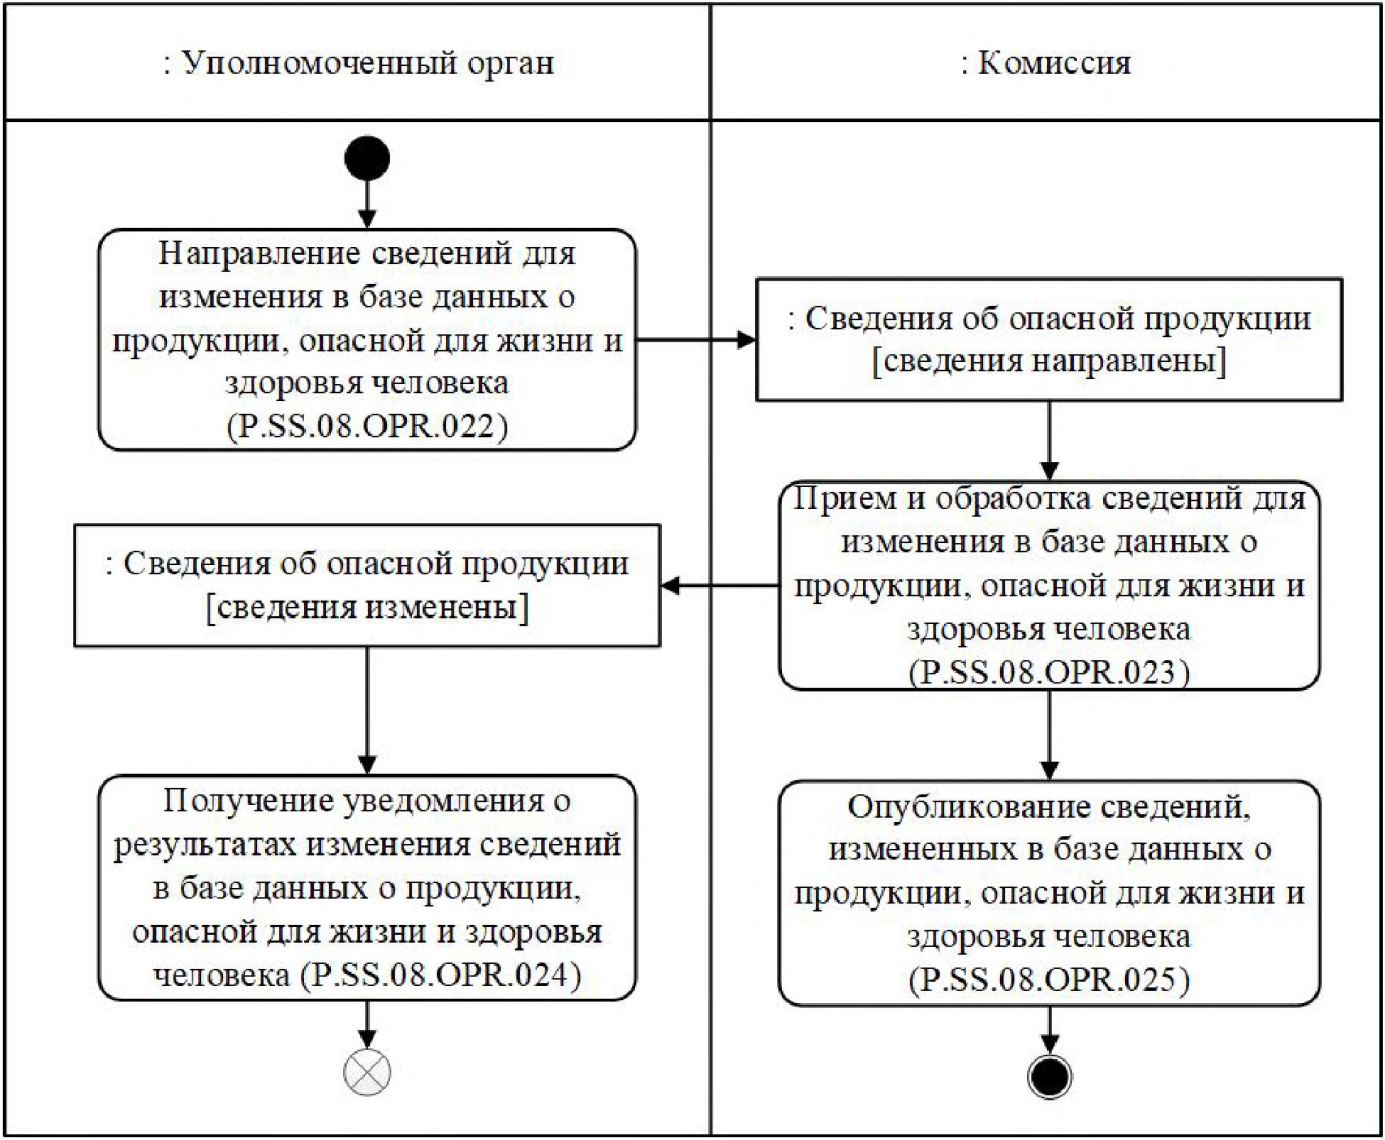 : Уполномоченный орган
: Комиссия
Направление сведений для
изменения в базе данных о
продукции, опасной для жизни и
здоровья человека
(P.SS.08.OPR.022)
: Сведения об опасной продукции
[сведения направлены]
Прием и обработка сведений для
изменения в базе данных о
продукции, опасной для жизни и
здоровья человека
(P.SS.08.OPR.023)
: Сведения об опасной продукции
[сведения изменены]
Получение уведомления о
результатах изменения сведений
в базе данных о продукции,
опасной для жизни и здоровья
человека (P.SS.08.OPR.024)
Опубликование сведений,
измененных в базе данных о
продукции, опасной для жизни и
здоровья человека
(P.SS.08.OPR.025)